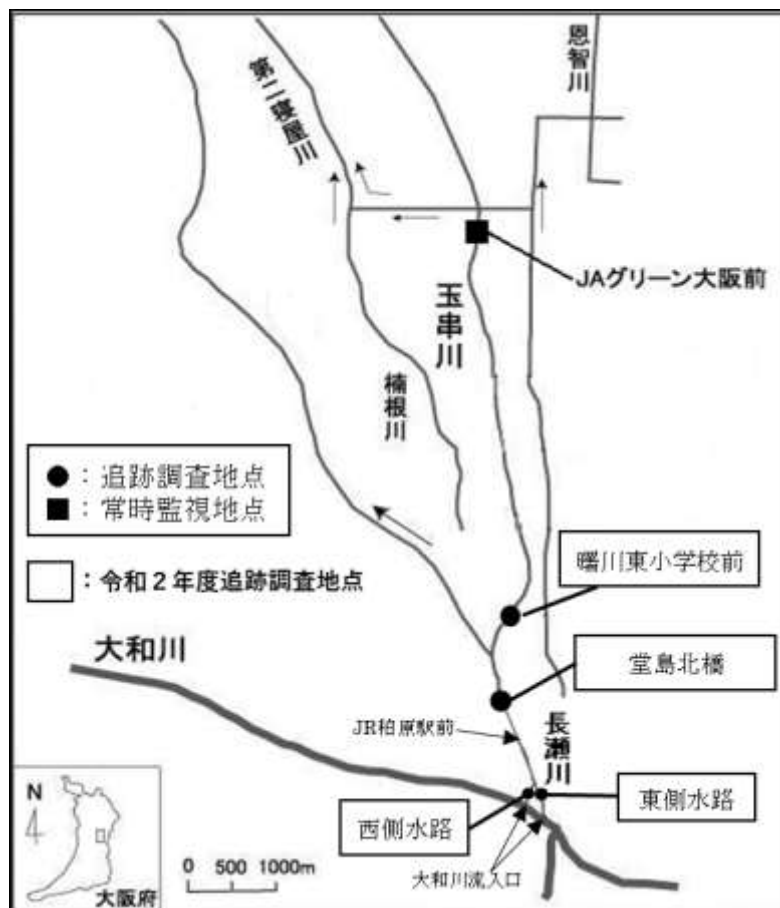 恩智川
第二寝屋川
JAグリーン大阪前
玉串川
楠根川
●：追跡調査地点
■：常時監視地点
□：令和２年度追跡調査地点
曙川東小学校前
大和川
堂島北橋
JR柏原駅前
長瀬川
西側水路
東側水路
大和川流入口
N
大阪府
0 500 1000m